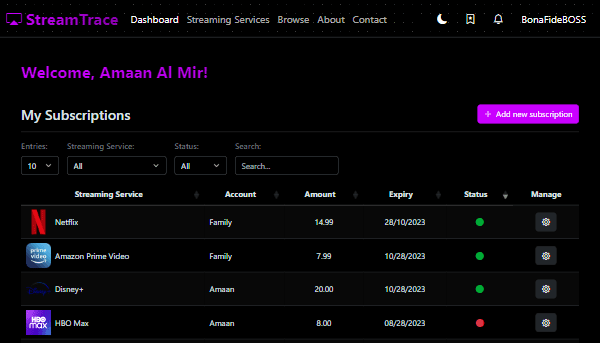 StreamTrace Dashboard Streaming Services Browse About Contact BonaFideBOSS
Welcome, Amaan Al Mir!
My Subscriptions + Add new subscription
Entries: Streaming Service: Status: Search:
10 All All Search...
Streaming Service Account Amount Expiry Status Manage
Netflix Family 14.99 28/10/2023
prime video Amazon Prime Video Family 7.99 10/28/2023
Disney+ Amaan 20.00 10/28/2023
HBO max HBO Max Amaan 8.00 08/28/2023